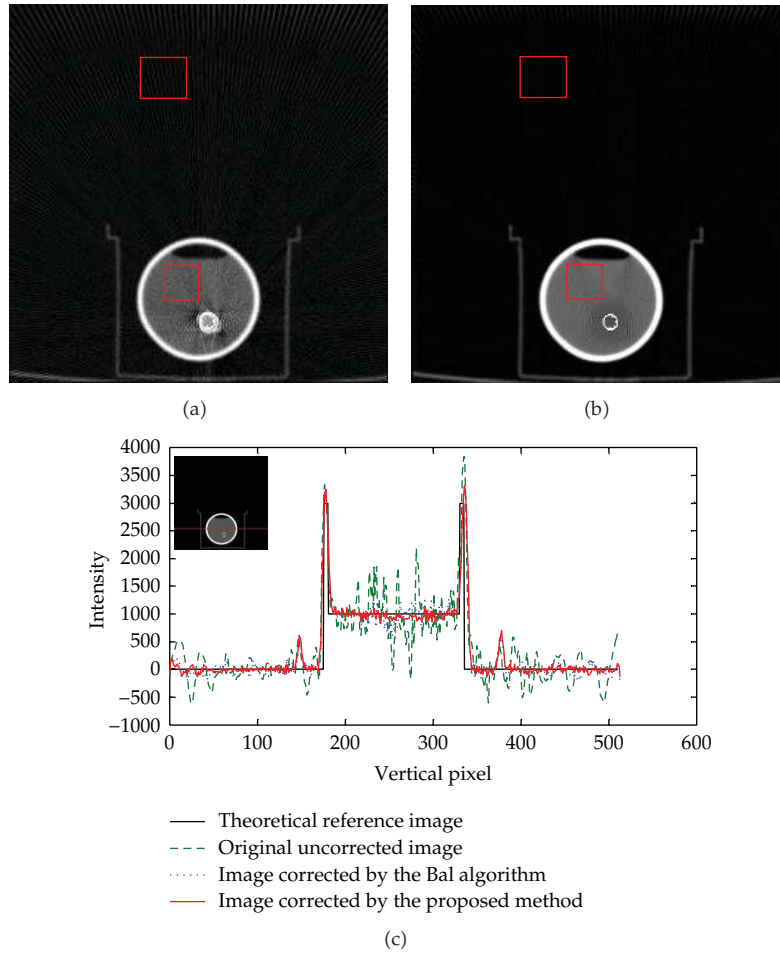 (a)
(b)
4000
3500
3000
2500
2000
1500
1000
500
0
−500
−1000
Intensity
0
100
200
300
400
500
600
Vertical pixel
Theoretical reference image
Original uncorrected image
Image corrected by the Bal algorithm
Image corrected by the proposed method
(c)